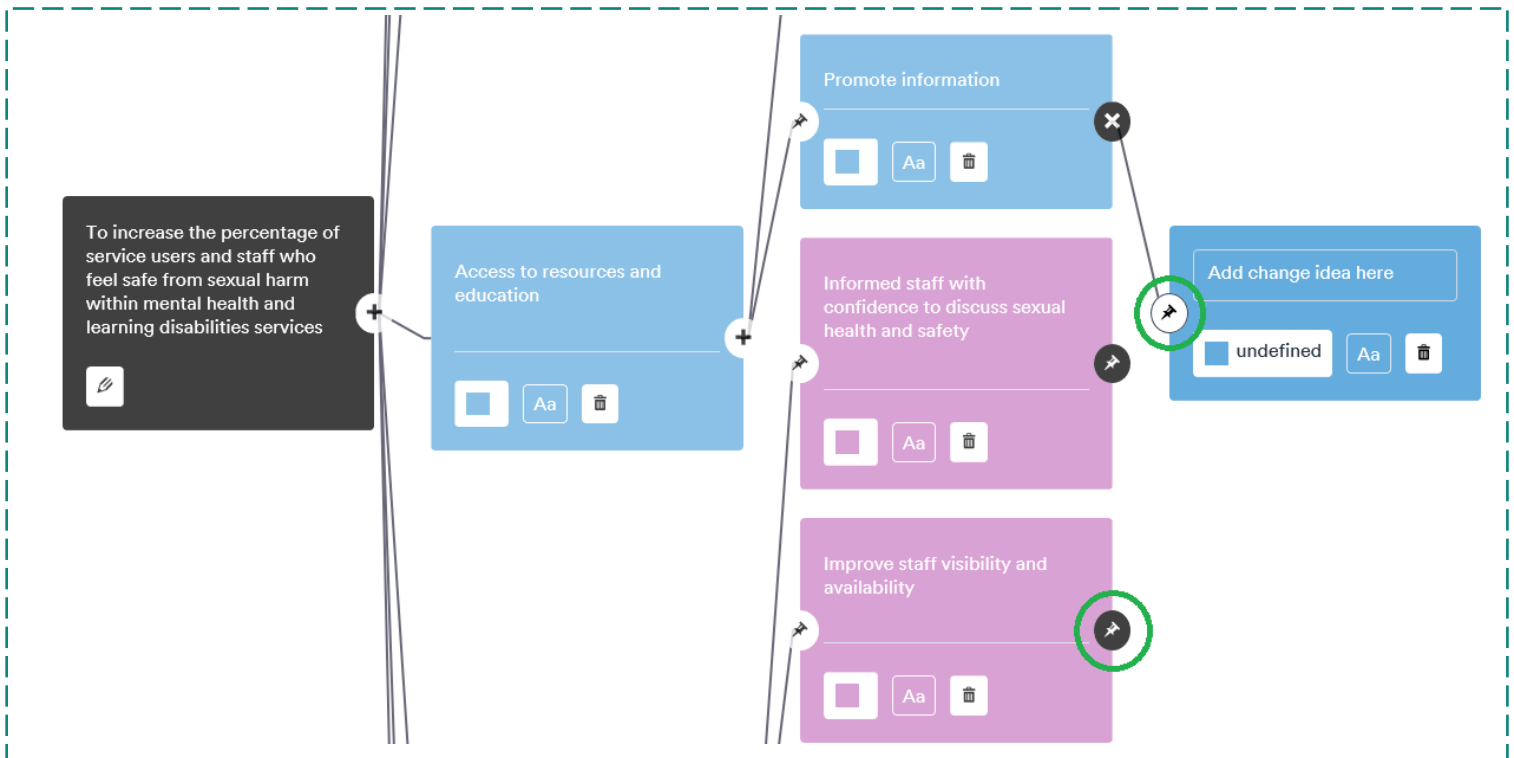 To increase the percentage of
service users and staff who
feel safe from sexual harm
within mental health and
learning disabilities services
Access to resources and
education
Aa
Promote information
Aa
Informed staff with
confidence to discuss sexual
health and safety
Aa
Improve staff visibility and
availability
Aa
Add change idea here
undefined
Aa